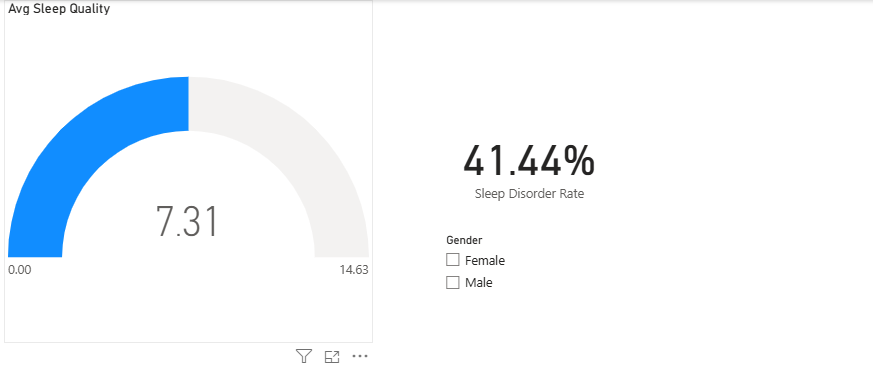 Avg Sleep Quality
7.31
0.00
14.63
41.44%
Sleep Disorder Rate
Gender
Female
Male